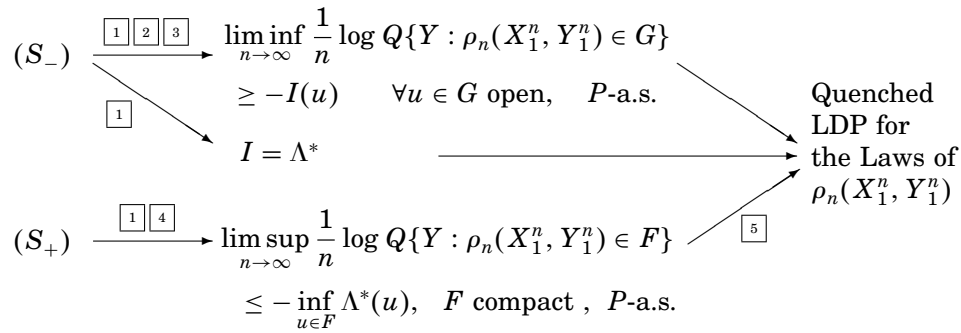 (S_-) 1 2 3 lim inf_{n→∞} 1/n log Q{Y : ρ_n(X_1^n, Y_1^n) ∈ G}
≥ −I(u) ∀u ∈ G open, P-a.s.
1
I = Λ*
Quenched
LDP for
the Laws of
ρ_n(X_1^n, Y_1^n)
(S_+) 1 4 lim sup_{n→∞} 1/n log Q{Y : ρ_n(X_1^n, Y_1^n) ∈ F}
5
≤ − inf_{u∈F} Λ*(u), F compact , P-a.s.